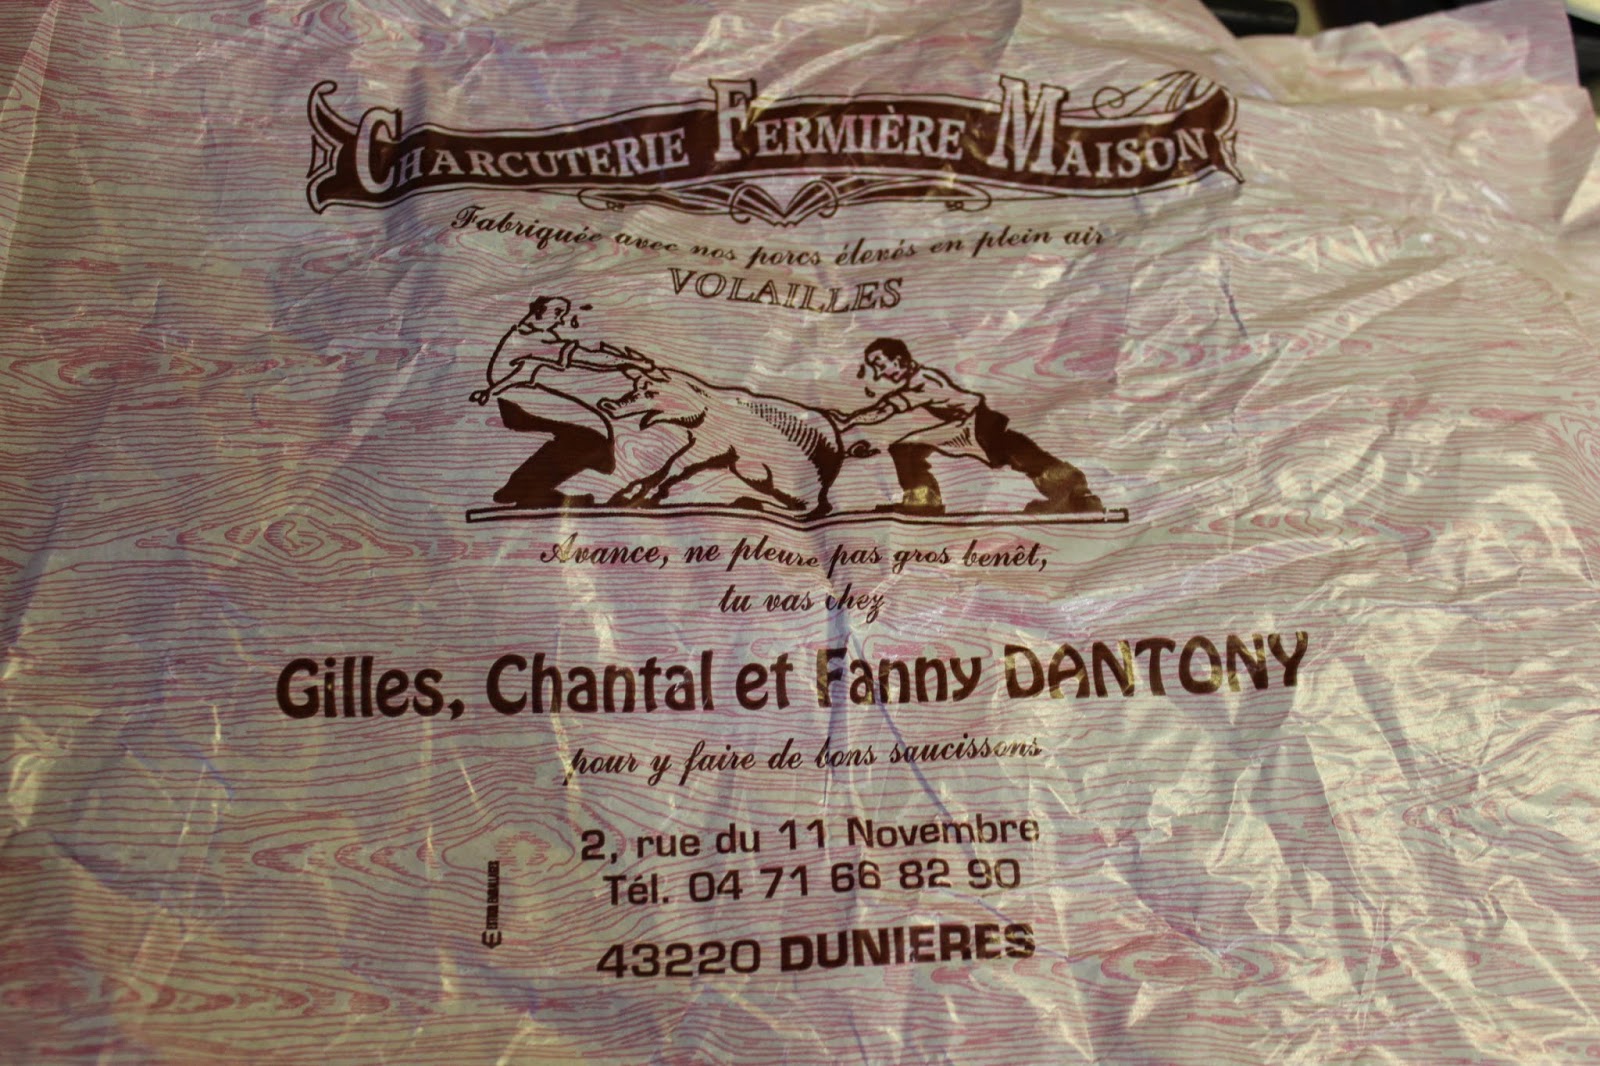 CHARCUTERIE FERMIÈRE MAISON
Fabriquée avec nos porcs élevés en plein air
VOLAILLES
Avance, ne pleure pas gros benêt,
tu vas chez
Gilles, Chantal et Fanny DANTONY
pour y faire de bons saucissons
2, rue du 11 Novembre
Tél. 04 71 66 82 90
43220 DUNIERES